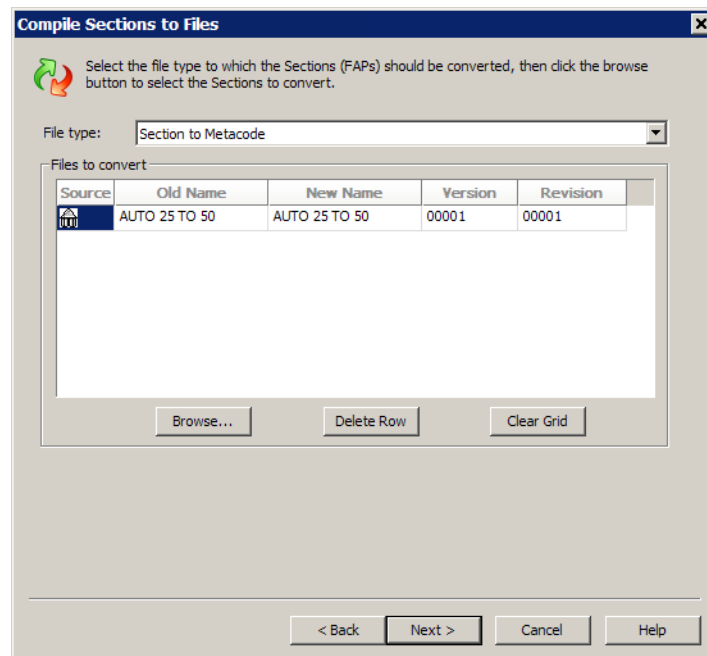 Compile Sections to Files
Select the file type to which the Sections (FAPs) should be converted, then click the browse
button to select the Sections to convert.
File type: Section to Metacode
Files to convert
Source Old Name New Name Version Revision
AUTO 25 TO 50 AUTO 25 TO 50 00001 00001
Browse... Delete Row Clear Grid
< Back Next > Cancel Help